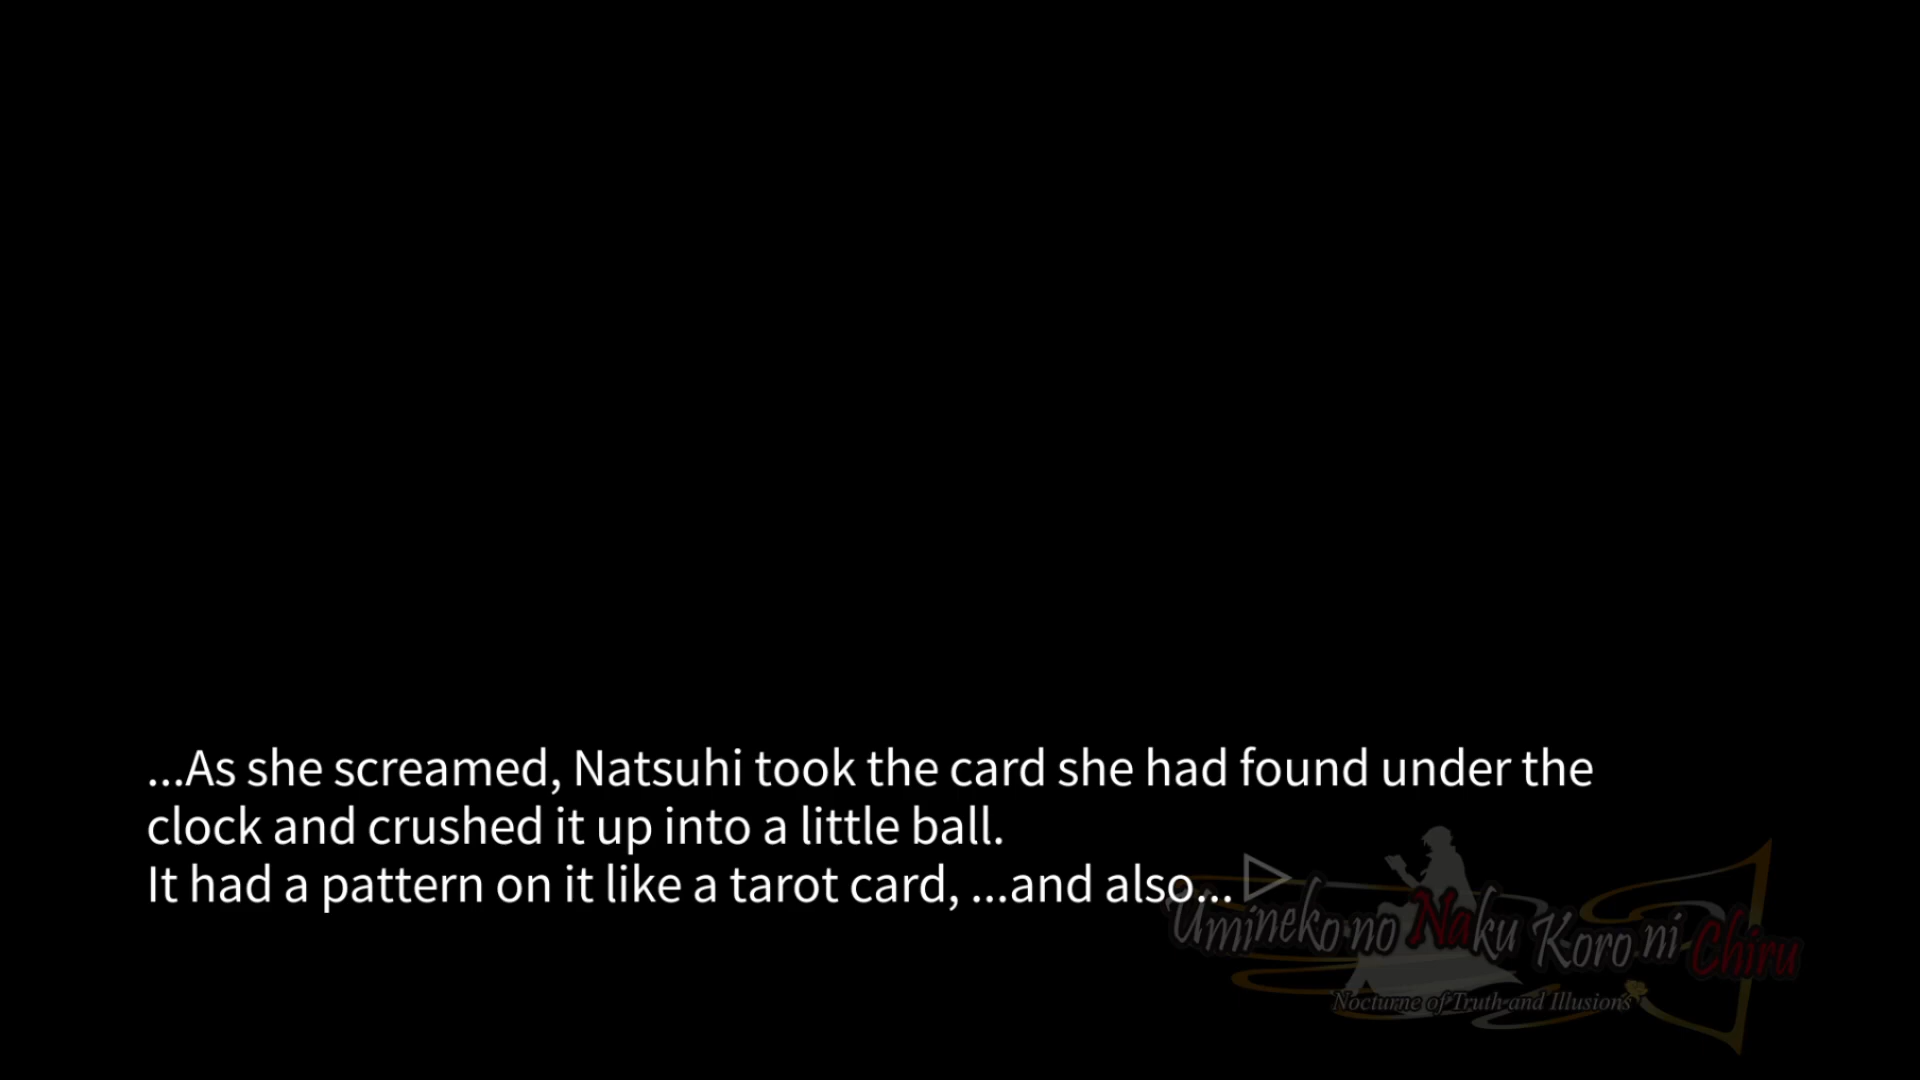 ...As she screamed, Natsuhi took the card she had found under the
clock and crushed it up into a little ball.
It had a pattern on it like a tarot card, ...and also...
Umineko no Naku Koro ni Chiru
Nocturne of Truth and Illusions